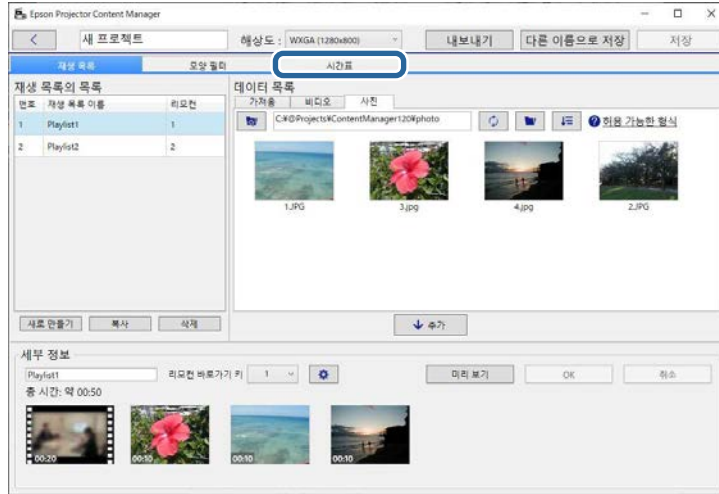 Epson Projector Content Manager
새 프로젝트
해상도 : WXGA (1280x800)
내보내기
다른 이름으로 저장
저장
재생 목록
모양 필터
시간표
재생 목록의 목록
번호 재생 목록 이름 리모컨
1 Playlist1 1
2 Playlist2 2
새로 만들기
복사
삭제
데이터 목록
가져옴
비디오
사진
C:₩@Projects₩ContentManager120₩photo
허용 가능한 형식
1.JPG
3.jpg
4.jpg
2.JPG
추가
세부 정보
Playlist1
리모컨 바로가기 키 1
미리 보기
OK
취소
총 시간: 약 00:50
00:20
00:10
00:10
00:10